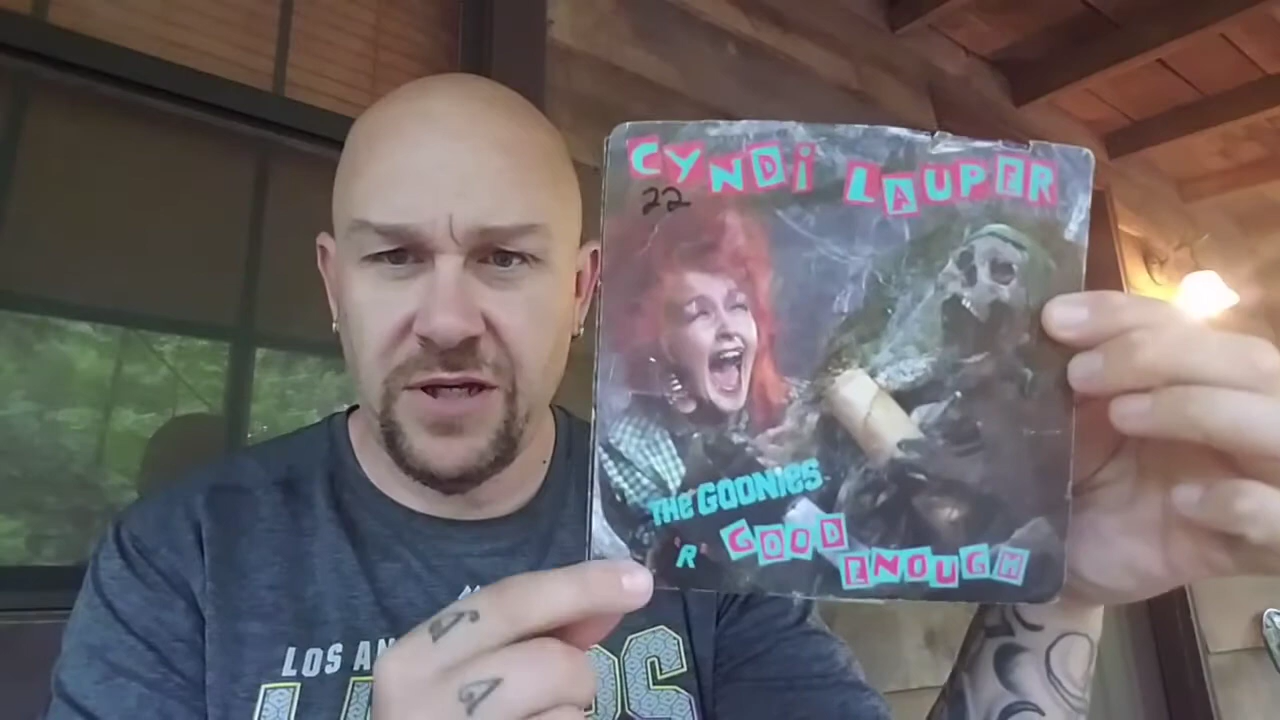 CYNDi LAUPER
22
THE GOONIES
'R' GOOD
ENOUGH
LOS AN